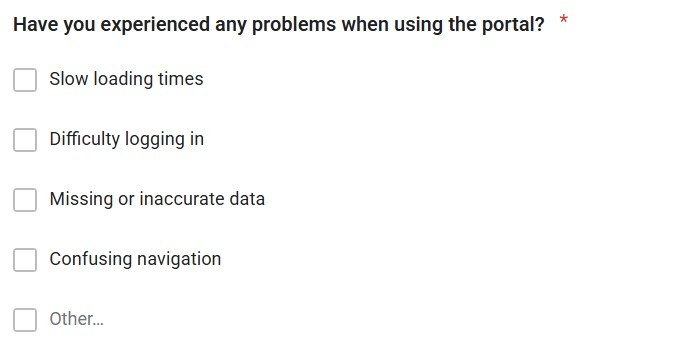 Have you experienced any problems when using the portal? *
Slow loading times
Difficulty logging in
Missing or inaccurate data
Confusing navigation
Other...